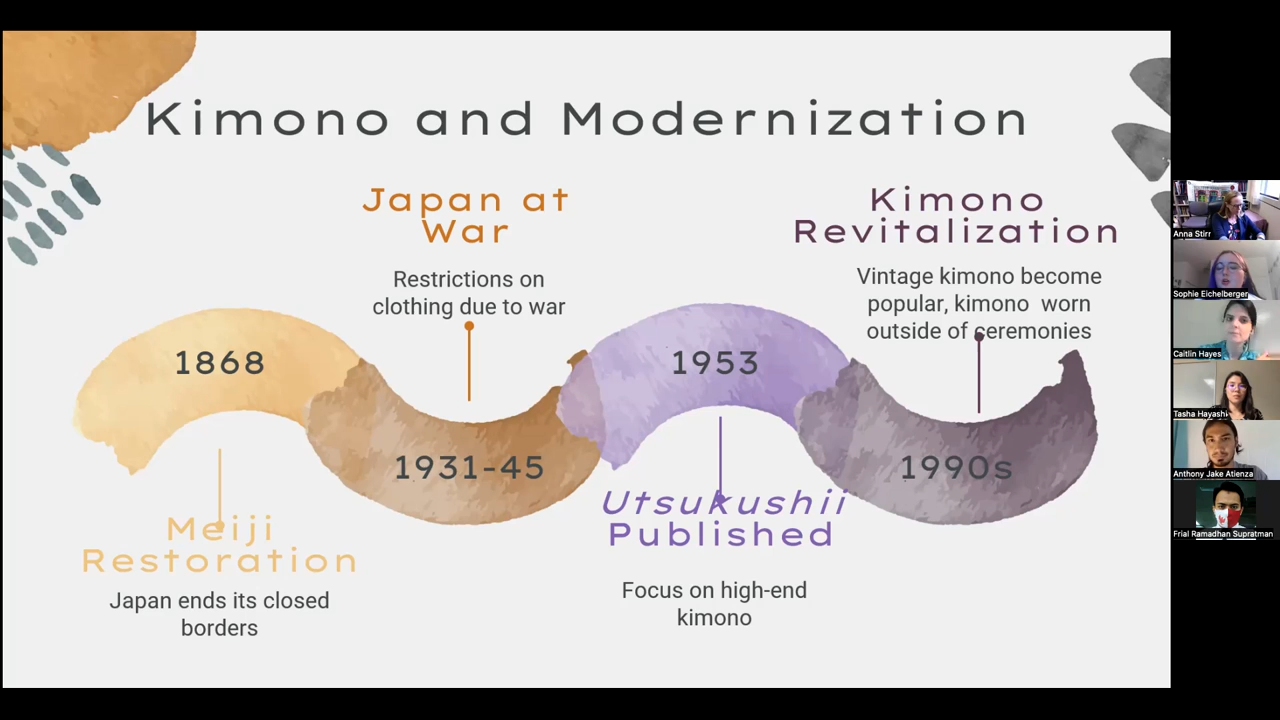 Kimono and Modernization
1868
Meiji
Restoration
Japan ends its closed
borders
Japan at
War
Restrictions on
clothing due to war
1931-45
1953
Utsukushii
Published
Focus on high-end
kimono
Kimono
Revitalization
Vintage kimono become
popular, kimono worn
outside of ceremonies
1990s
Anna Stirr
Sophie Eichelberger
Caitlin Hayes
Tasha Hayashi
Anthony Jake Atienza
Frial Ramadhan Supratman